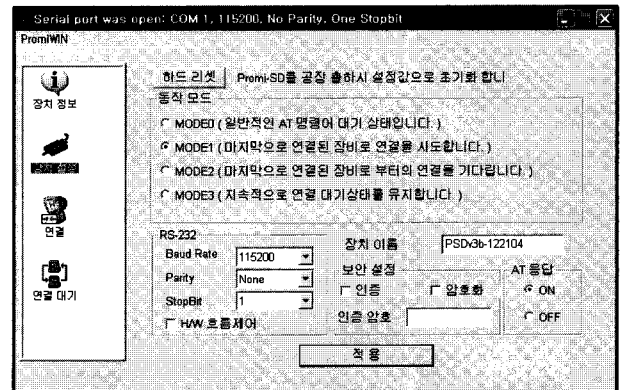 Serial port was open: COM 1, 115200, No Parity, One Stopbit
PromiWIN
장치 정보
연결
연결 대기
하드 리셋 Promi-SD를 공장 출하시 설정값으로 초기화 합니
동작 모드
MODE0 ( 일반적인 AT 명령어 대기 상태입니다. )
MODE1 ( 마지막으로 연결된 장비로 연결을 시도합니다. )
MODE2 ( 마지막으로 연결된 장비로 부터의 연결을 기다립니다. )
MODE3 ( 지속적으로 연결 대기상태를 유지합니다. )
RS-232
Baud Rate 115200
Parity None
StopBit 1
H/W 흐름제어
장치 이름 PSDv3b-122104
보안 설정
인증 암호화
인증 암호
AT 응답
ON
OFF
적 용